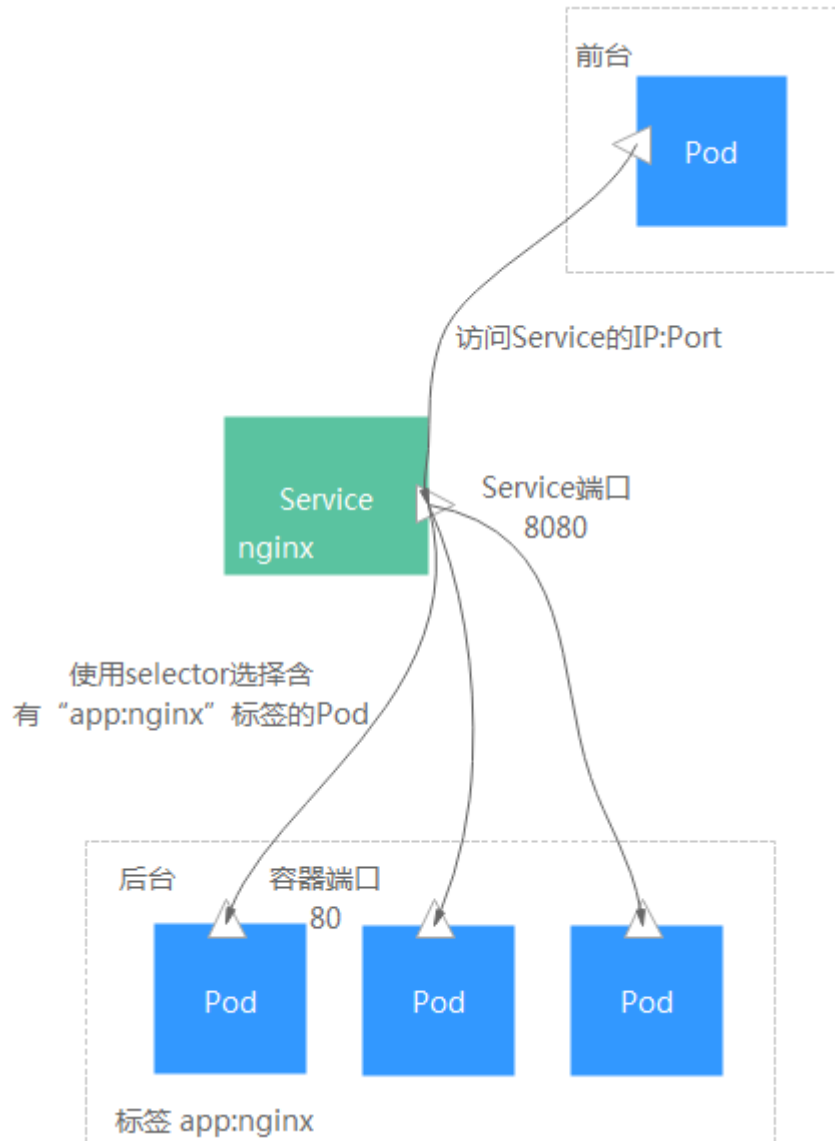 前台
Pod
访问Service的IP:Port
Service
nginx
Service端口
8080
使用selector选择含
有“app:nginx”标签的Pod
后台
容器端口
80
Pod
Pod
Pod
标签 app:nginx